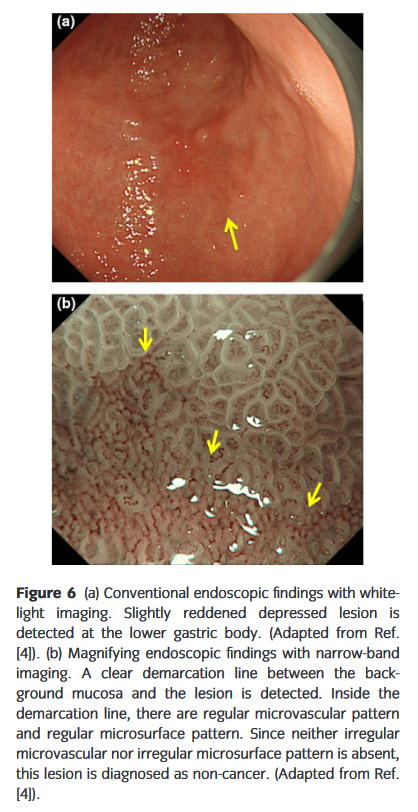 (a)
(b)
Figure 6 (a) Conventional endoscopic findings with white-
light imaging. Slightly reddened depressed lesion is
detected at the lower gastric body. (Adapted from Ref.
[4]). (b) Magnifying endoscopic findings with narrow-band
imaging. A clear demarcation line between the back-
ground mucosa and the lesion is detected. Inside the
demarcation line, there are regular microvascular pattern
and regular microsurface pattern. Since neither irregular
microvascular nor irregular microsurface pattern is absent,
this lesion is diagnosed as non-cancer. (Adapted from Ref.
[4]).